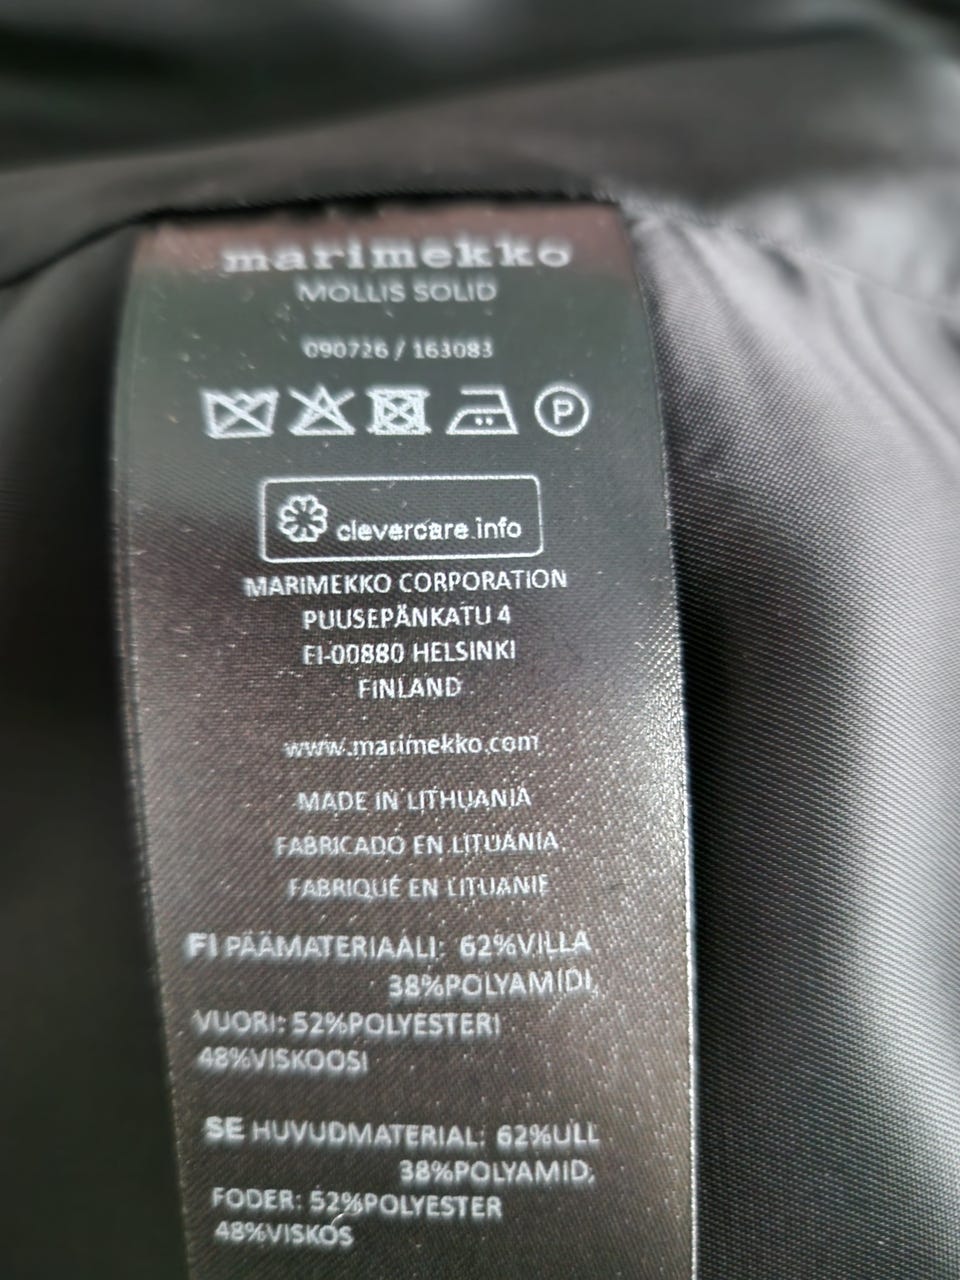 marimekko
MOLLIS SOLID
090726 / 163083
P
clevercare.info
MARIMEKKO CORPORATION
PUUSEPÄNKATU 4
FI-00880 HELSINKI
FINLAND
www.marimekko.com
MADE IN LITHUANIA
FABRICADO EN LITUANIA
FABRIQUÉ EN LITUANIE
FI PÄÄMATERIAALI: 62%VILLA
38%POLYAMIDI,
VUORI: 52%POLYESTERI
48%VISKOOSI
SE HUVUDMATERIAL: 62%ULL
38%POLYAMID,
FODER: 52%POLYESTER
48%VISKOS